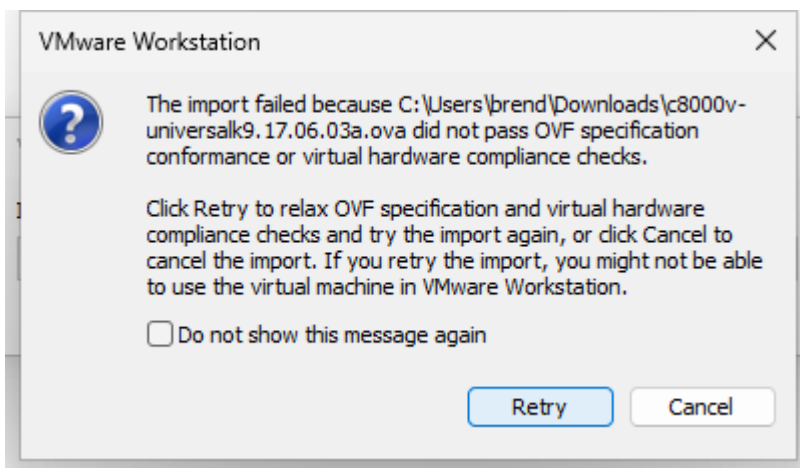 VMware Workstation
The import failed because C:\Users\brend\Downloads\c8000v-
universalk9.17.06.03a.ova did not pass OVF specification
conformance or virtual hardware compliance checks.
Click Retry to relax OVF specification and virtual hardware
compliance checks and try the import again, or click Cancel to
cancel the import. If you retry the import, you might not be able
to use the virtual machine in VMware Workstation.
Do not show this message again
Retry
Cancel